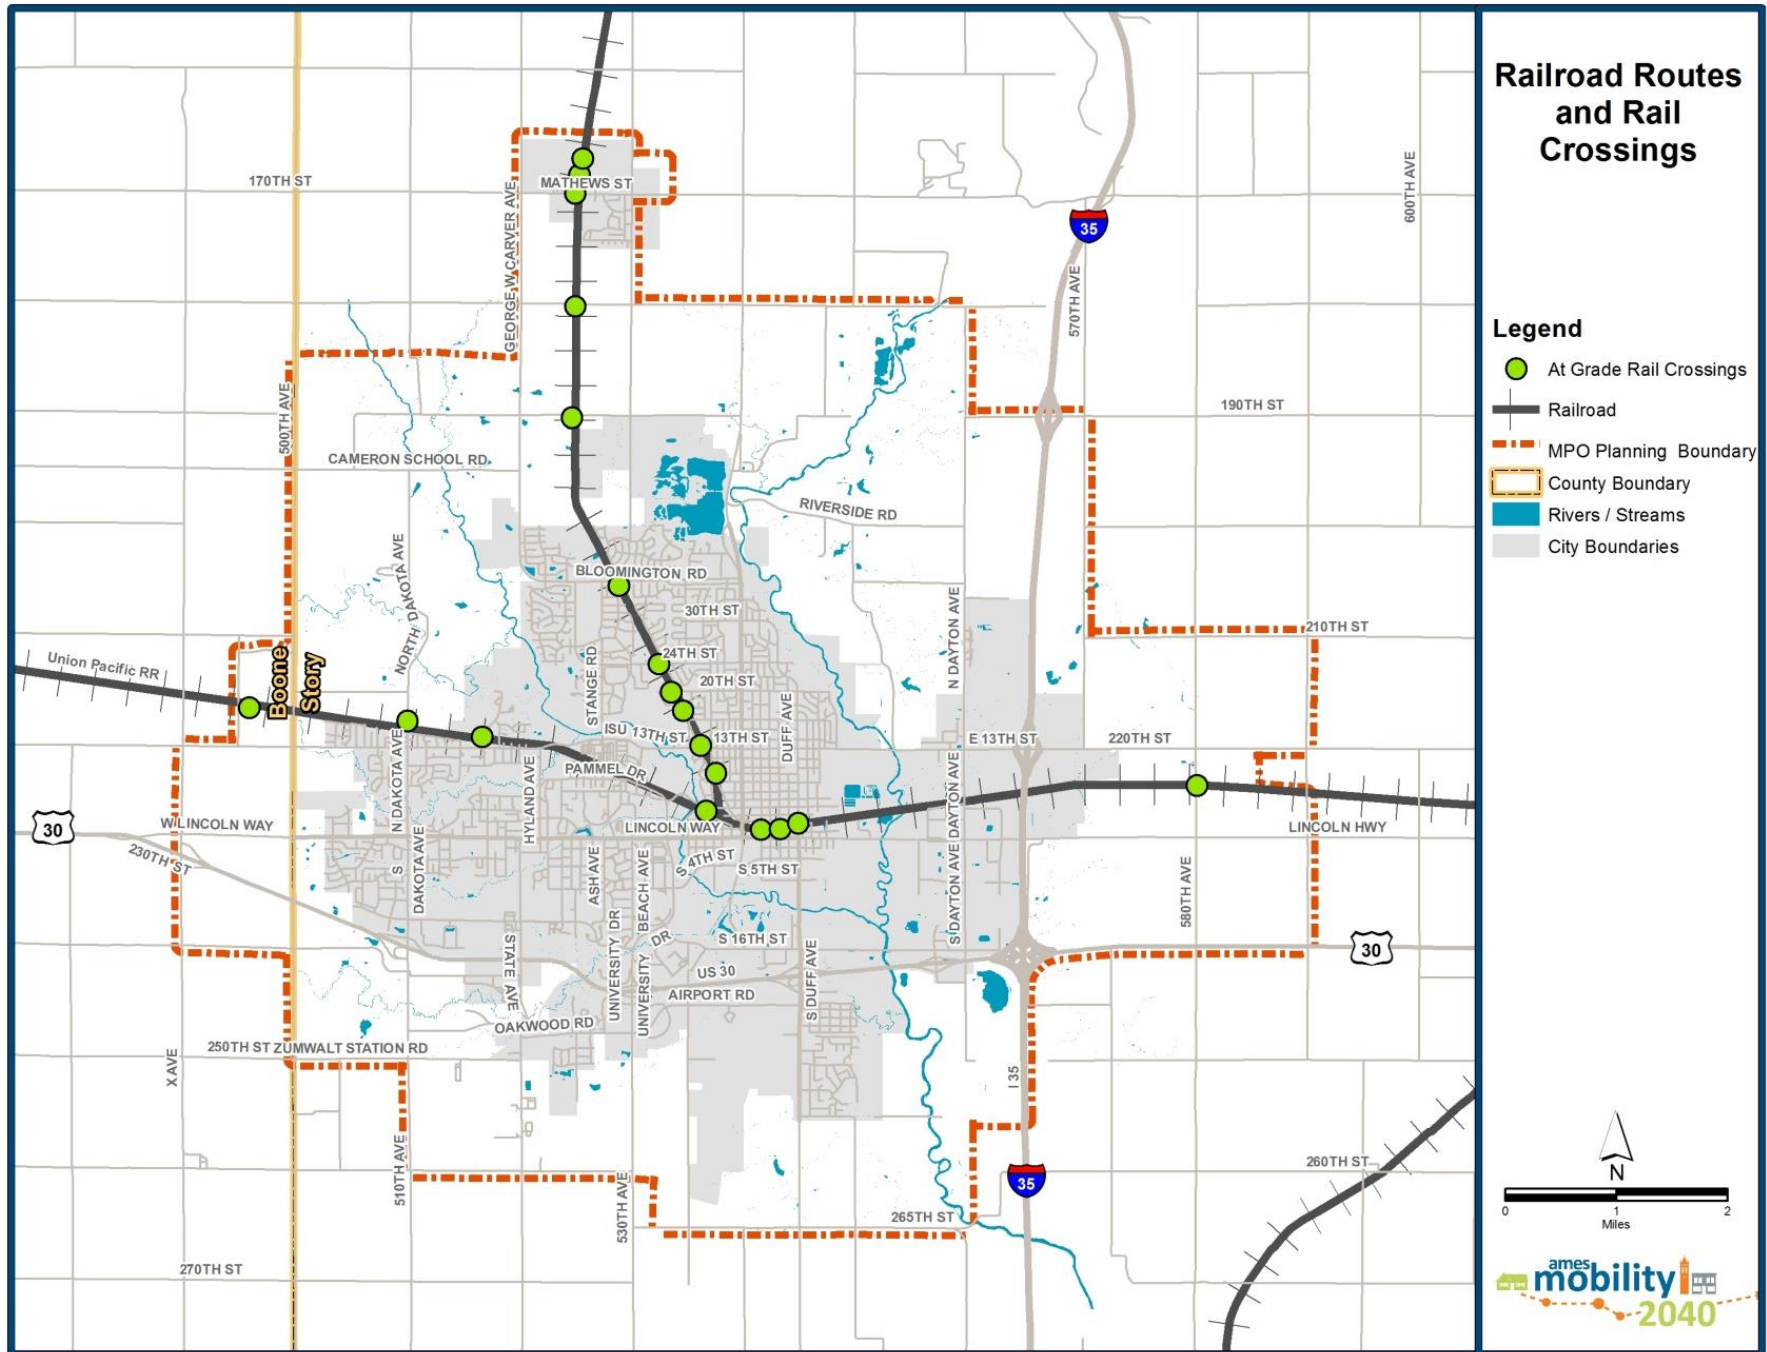 Railroad Routes
and Rail
Crossings
Legend
At Grade Rail Crossings
Railroad
MPO Planning Boundary
County Boundary
Rivers / Streams
City Boundaries
N
0 1 2
Miles
ames
mobility
2040
170TH ST
MATHEWS ST
GEORGE W CARVER AVE
35
570TH AVE
600TH AVE
500TH AVE
190TH ST
CAMERON SCHOOL RD
RIVERSIDE RD
NORTH DAKOTA AVE
BLOOMINGTON RD
30TH ST
N DAYTON AVE
210TH ST
Union Pacific RR
Boone
Story
STANGE RD
24TH ST
20TH ST
DUFF AVE
ISU 13TH ST
13TH ST
E 13TH ST
220TH ST
N DAKOTA AVE
HYLAND AVE
PAMMEL DR
DAYTON AVE
30
W LINCOLN WAY
LINCOLN WAY
LINCOLN HWY
230TH ST
S
DAKOTA AVE
ASH AVE
BEACH AVE
S 4TH ST
S 5TH ST
S DAYTON AVE
580TH AVE
STATE AVE
UNIVERSITY DR
UNIVERSITY
DR
S 16TH ST
US 30
S DUFF AVE
30
AIRPORT RD
OAKWOOD RD
250TH ST ZUMWALT STATION RD
X AVE
I 35
510TH AVE
530TH AVE
35
260TH ST
265TH ST
270TH ST